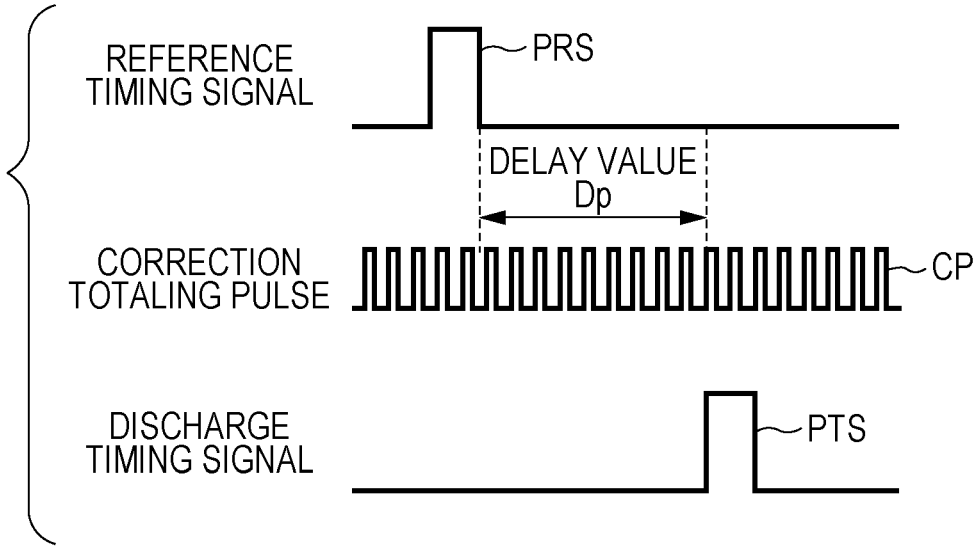 REFERENCE
TIMING SIGNAL
PRS
DELAY VALUE
Dp
CORRECTION
TOTALING PULSE
CP
DISCHARGE
TIMING SIGNAL
PTS